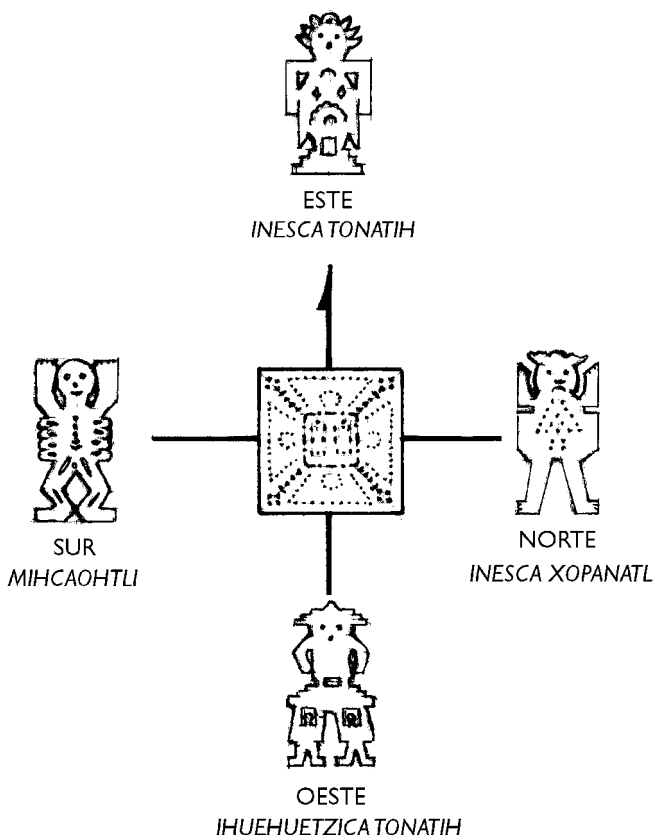 ESTE
INESCA TONATIH
SUR
MIHCAOHTLI
NORTE
INESCA XOPANATL
OESTE
IHUEHUETZICA TONATIH